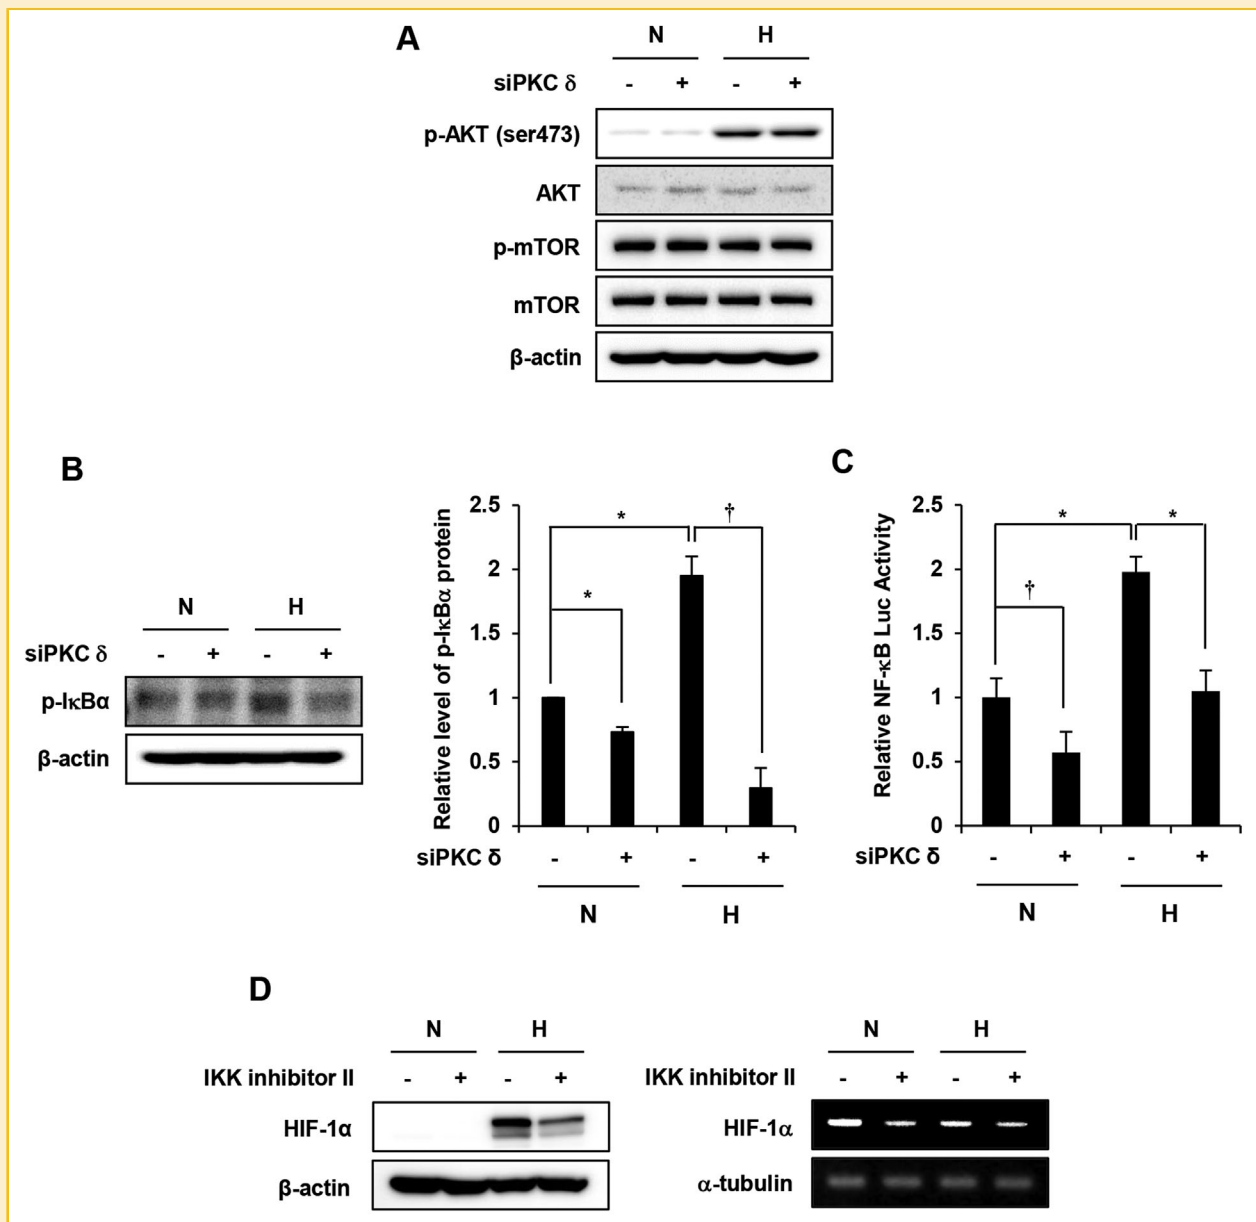 A
N H
siPKC δ - + - +
p-AKT (ser473)
AKT
p-mTOR
mTOR
β-actin
B
N H
siPKC δ - + - +
p-IκBα
β-actin
Relative level of p-IκBα protein
2.5
2
1.5
1
0.5
0
* * †
siPKC δ - + - +
N H
C
Relative NF-κB Luc Activity
2.5
2
1.5
1
0.5
0
* * †
siPKC δ - + - +
N H
D
N H
IKK inhibitor II - + - +
HIF-1α
β-actin
N H
IKK inhibitor II - + - +
HIF-1α
α-tubulin